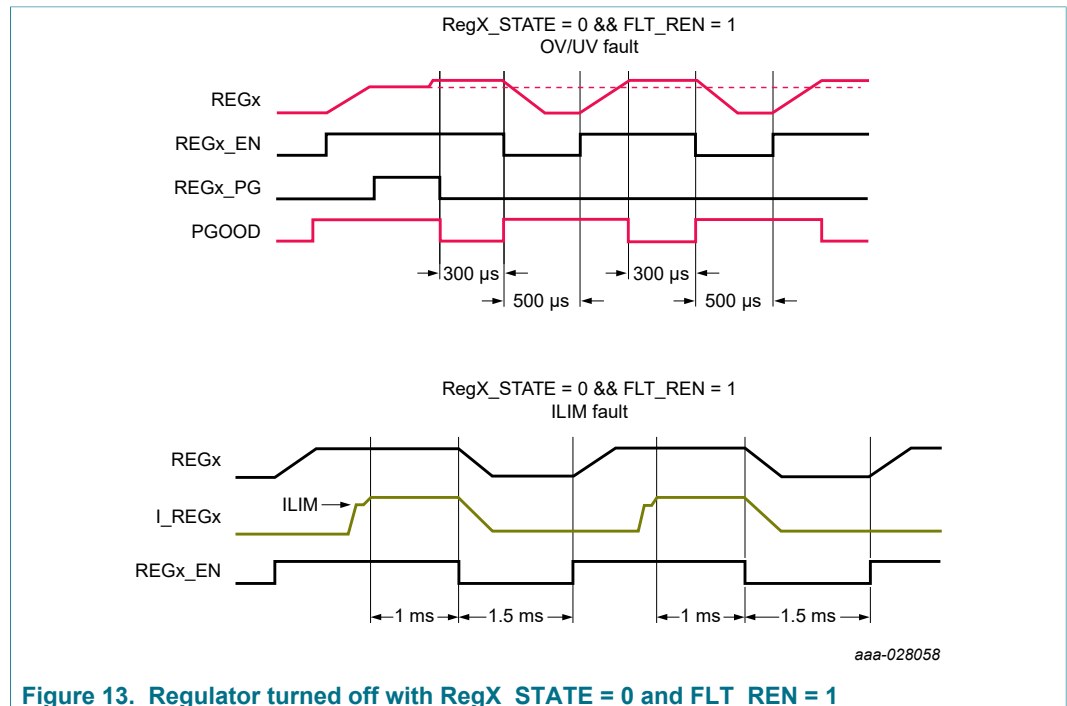 RegX_STATE = 0 && FLT_REN = 1
OV/UV fault
REGx
REGx_EN
REGx_PG
PGOOD
300 µs
300 µs
500 µs
500 µs
RegX_STATE = 0 && FLT_REN = 1
ILIM fault
REGx
ILIM
I_REGx
REGx_EN
1 ms
1.5 ms
1 ms
1.5 ms
aaa-028058
Figure 13. Regulator turned off with RegX_STATE = 0 and FLT_REN = 1